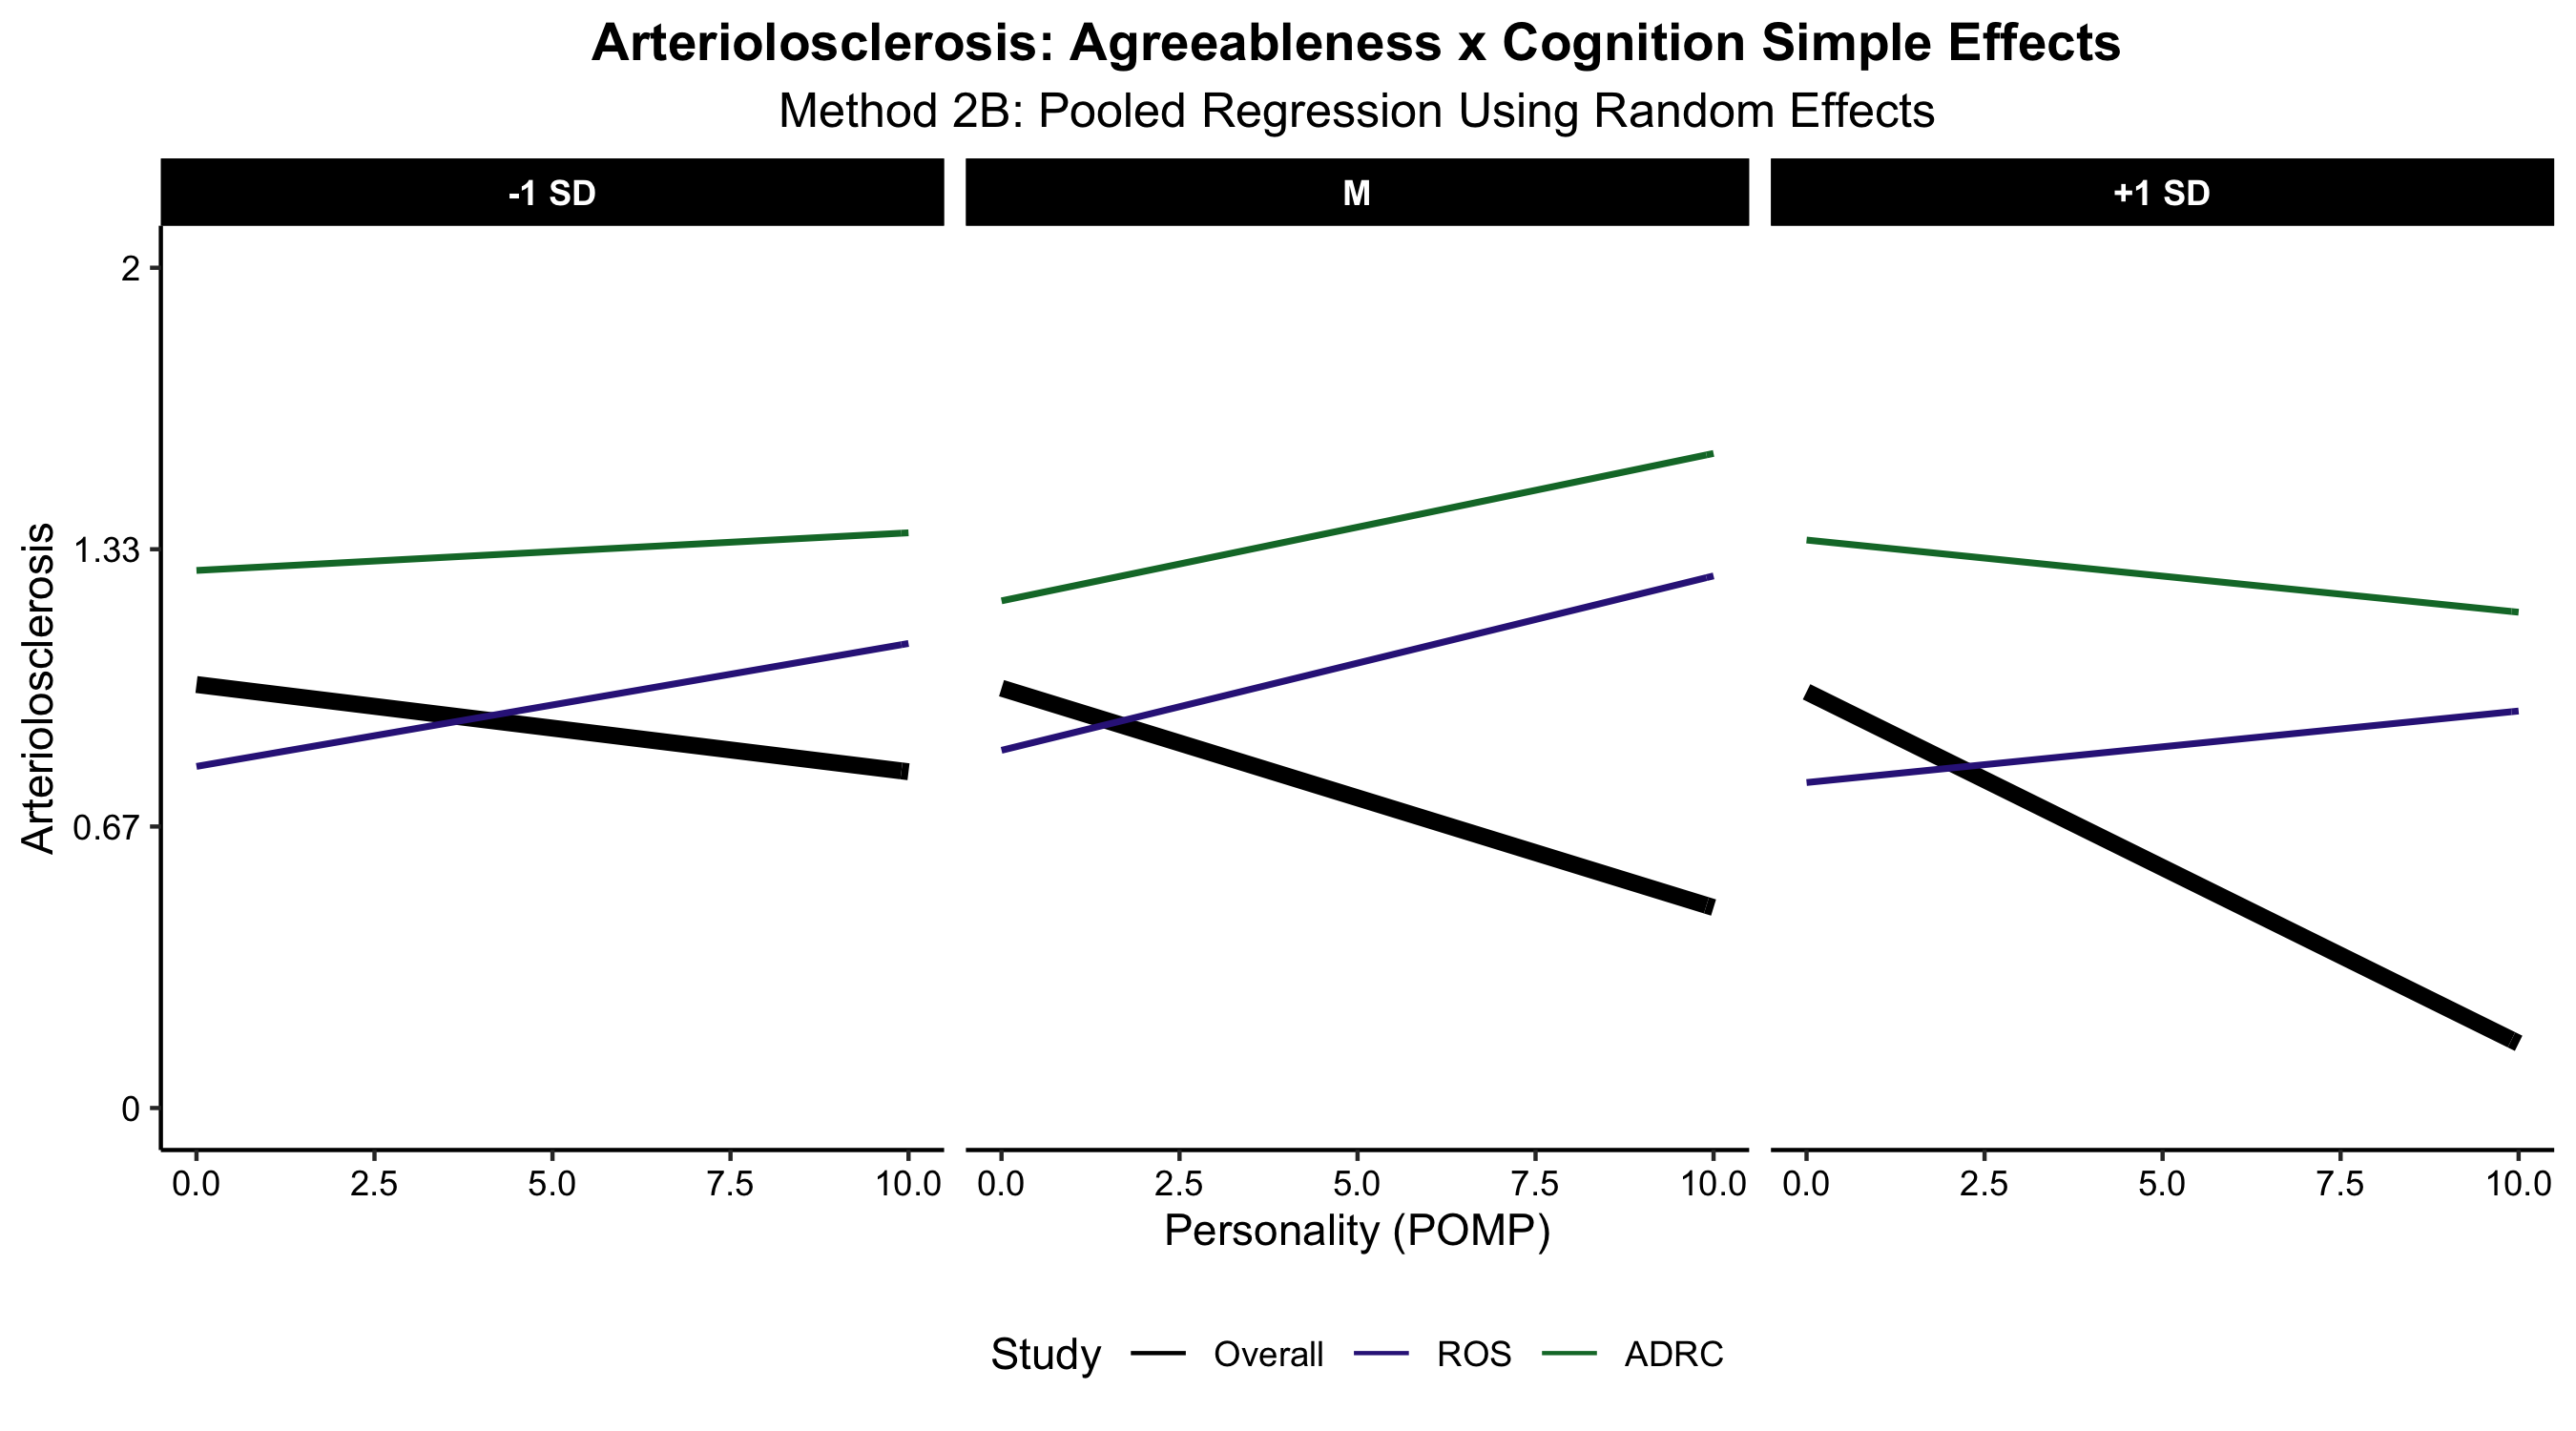 Arteriolosclerosis: Agreeableness x Cognition Simple Effects
Method 2B: Pooled Regression Using Random Effects
-1 SD M +1 SD
Arteriolosclerosis
2
1.33
0.67
0
0.0 2.5 5.0 7.5 10.0 0.0 2.5 5.0 7.5 10.0 0.0 2.5 5.0 7.5 10.0
Personality (POMP)
Study Overall ROS ADRC